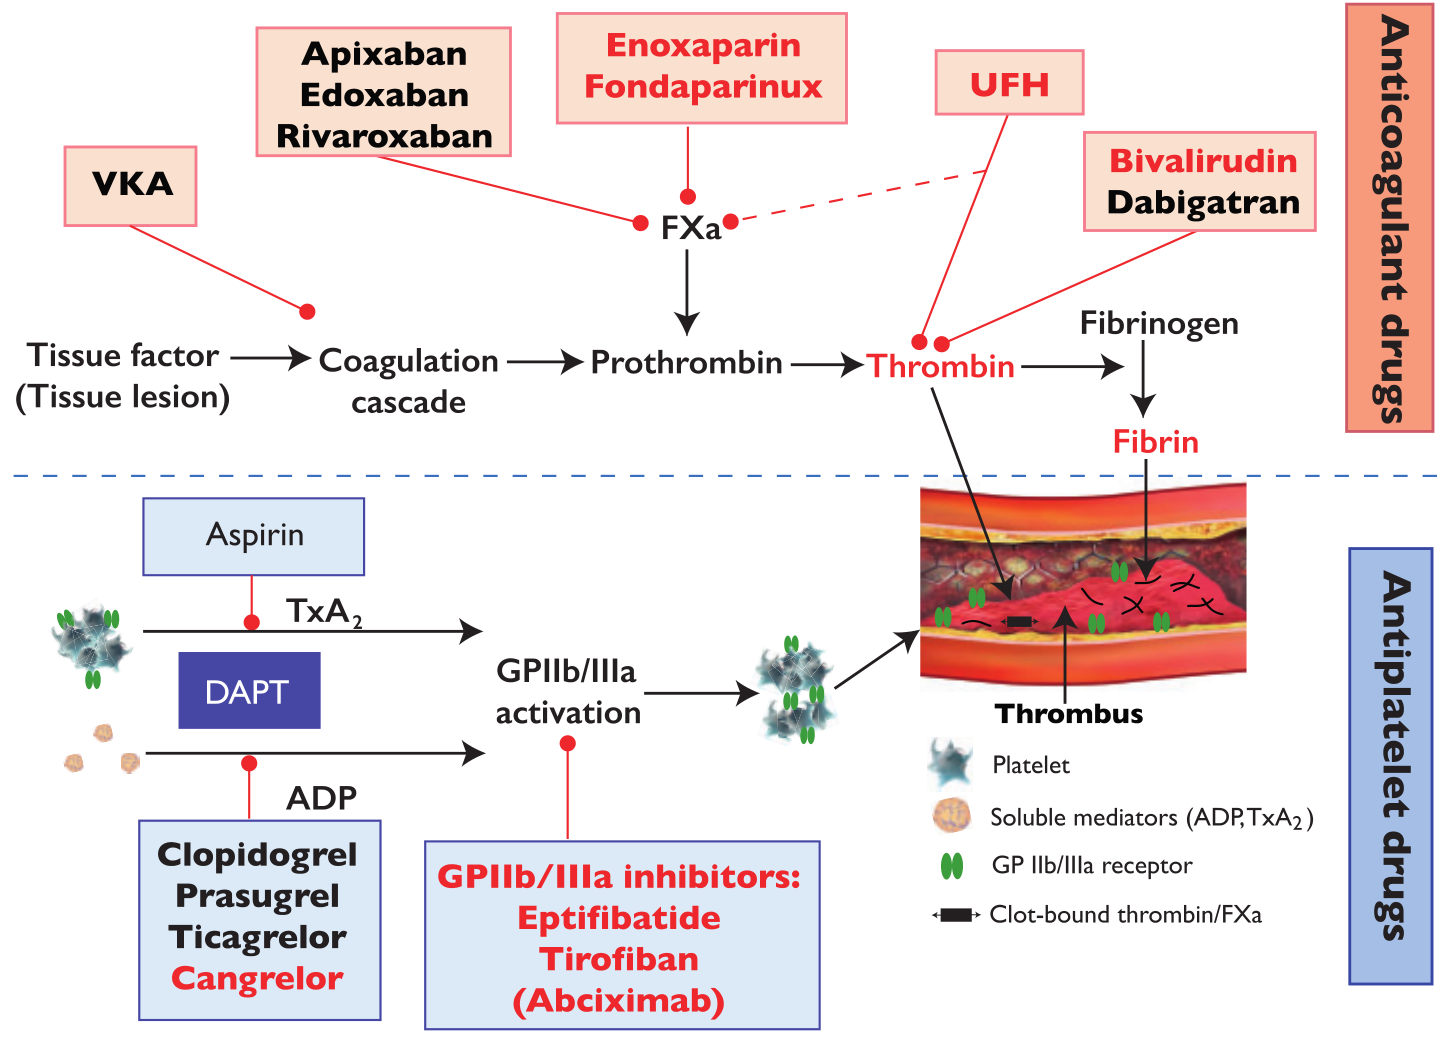 Apixaban
Edoxaban
Rivaroxaban
Enoxaparin
Fondaparinux
UFH
VKA
Bivalirudin
Dabigatran
FXa
Tissue factor
(Tissue lesion)
Coagulation
cascade
Prothrombin
Thrombin
Fibrinogen
Fibrin
Anticoagulant drugs
Aspirin
TxA₂
DAPT
ADP
GPIIb/IIIa
activation
Clopidogrel
Prasugrel
Ticagrelor
Cangrelor
GPIIb/IIIa inhibitors:
Eptifibatide
Tirofiban
(Abciximab)
Thrombus
Platelet
Soluble mediators (ADP,TxA₂)
GP IIb/IIIa receptor
Clot-bound thrombin/FXa
Antiplatelet drugs